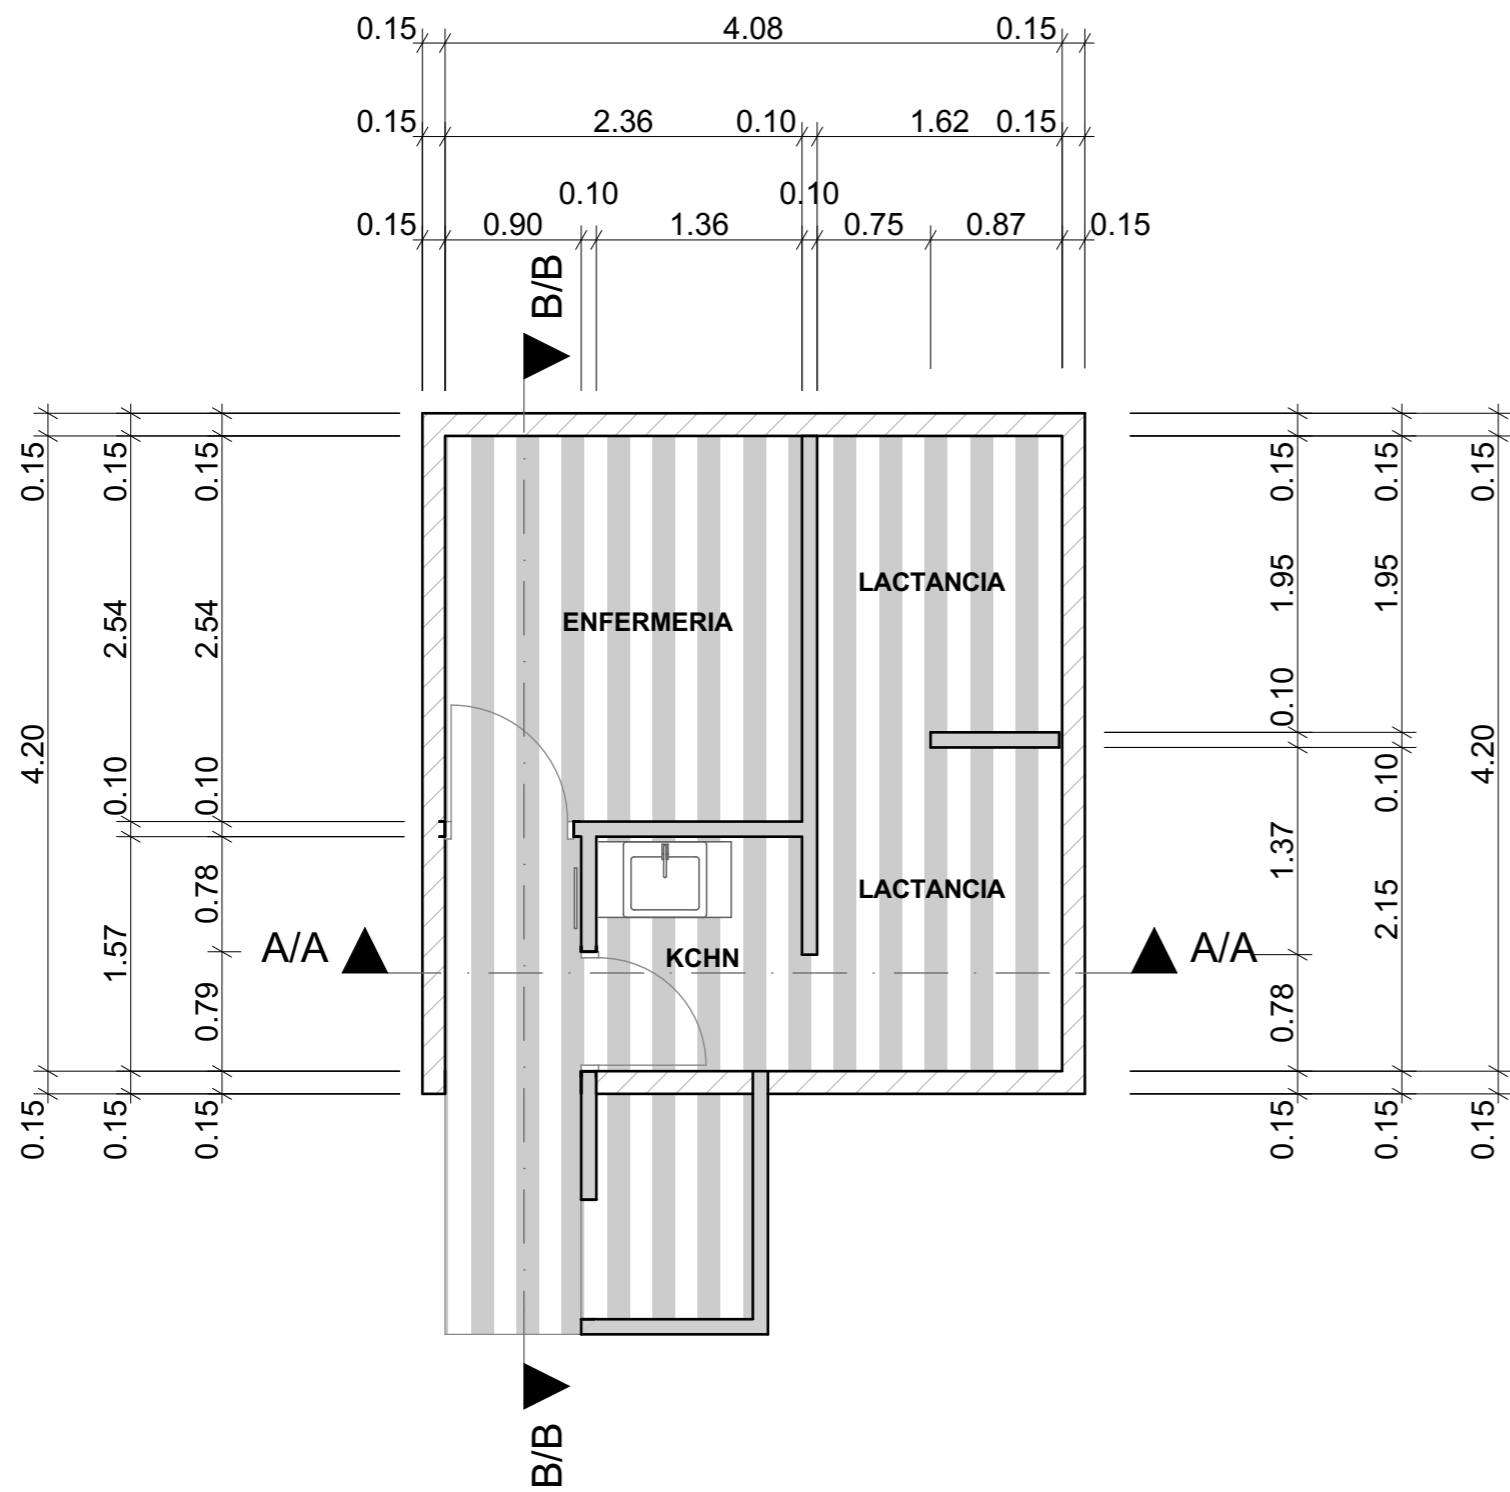 0.15 4.08 0.15
0.15 2.36 0.10 1.62 0.15
0.10 0.10
0.15 0.90 1.36 0.75 0.87 0.15
B/B
0.15 0.15 0.15 0.15 0.15 0.15
1.95 1.95
LACTANCIA
ENFERMERIA
2.54 2.54
0.10
4.20 0.10 0.10 0.10 4.20
1.37
0.78 LACTANCIA 2.15
A/A 1.57 KCHN A/A
0.79 0.78
0.15 0.15 0.15 0.15 0.15 0.15
B/B